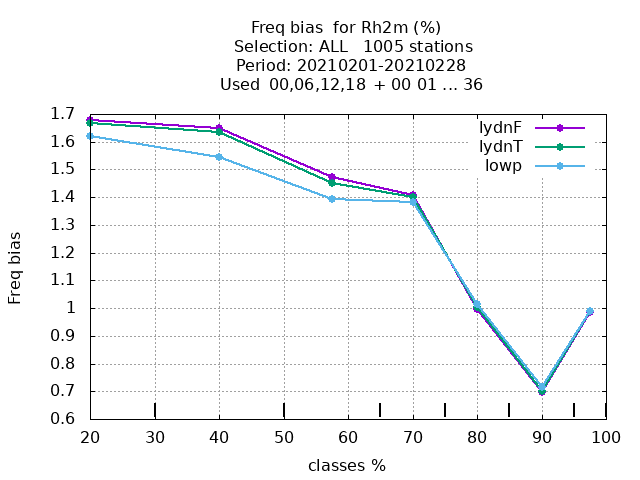 Freq bias  for Rh2m (%)
Selection: ALL   1005 stations
Period: 20210201-20210228
Used  00,06,12,18 + 00 01 ... 36
1.7
1.6
1.5
1.4
1.3
1.2
1.1
1
0.9
0.8
0.7
0.6
Freq bias
lydnF
lydnT
lowp
20 30 40 50 60 70 80 90 100
classes %